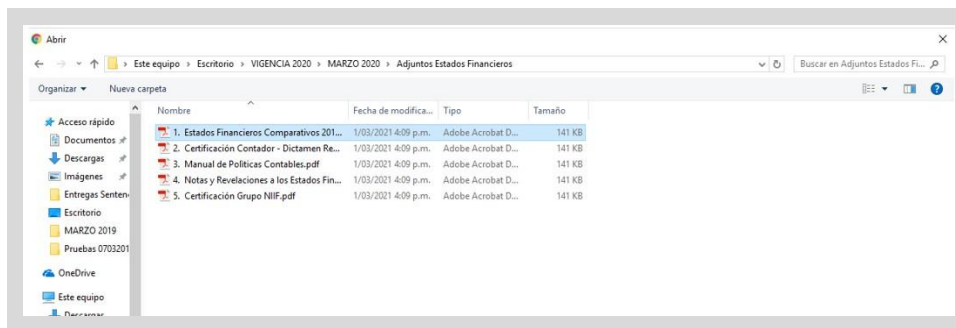 Abrir
Este equipo > Escritorio > VIGENCIA 2020 > MARZO 2020 > Adjuntos Estados Financieros
Buscar en Adjuntos Estados Fi...
Organizar
Nueva carpeta
Nombre
Fecha de modifica...
Tipo
Tamaño
Acceso rápido
Documentos
Descargas
Imágenes
Entregas Senten
Escritorio
MARZO 2019
Pruebas 0703201
OneDrive
Este equipo
Descargas
1. Estados Financieros Comparativos 201... 1/03/2021 4:09 p.m. Adobe Acrobat D... 141 KB
2. Certificación Contador - Dictamen Re... 1/03/2021 4:09 p.m. Adobe Acrobat D... 141 KB
3. Manual de Politicas Contables.pdf 1/03/2021 4:09 p.m. Adobe Acrobat D... 141 KB
4. Notas y Revelaciones a los Estados Fin... 1/03/2021 4:09 p.m. Adobe Acrobat D... 141 KB
5. Certificación Grupo NIIF.pdf 1/03/2021 4:09 p.m. Adobe Acrobat D... 141 KB